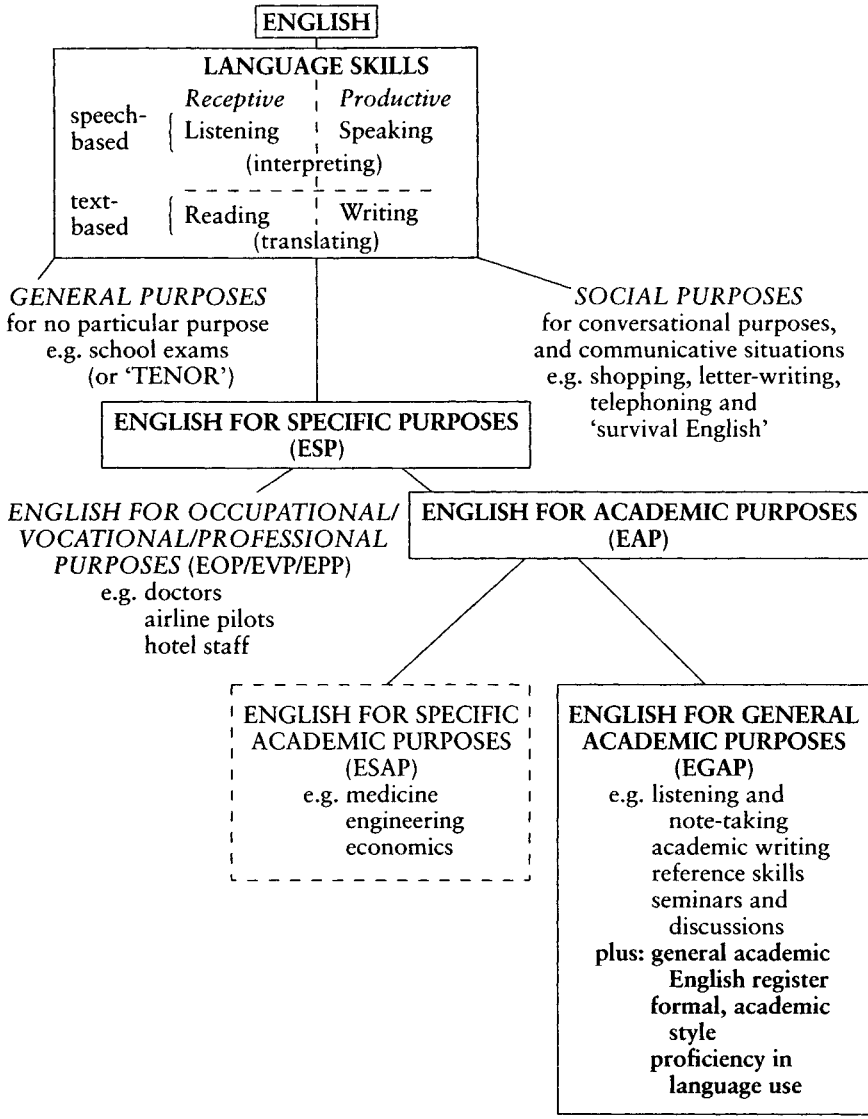 ENGLISH
LANGUAGE SKILLS
Receptive Productive
speech-
based
Listening Speaking
(interpreting)
text-
based
Reading Writing
(translating)
GENERAL PURPOSES
for no particular purpose
e.g. school exams
(or ‘TENOR’)
SOCIAL PURPOSES
for conversational purposes,
and communicative situations
e.g. shopping, letter-writing,
telephoning and
‘survival English’
ENGLISH FOR SPECIFIC PURPOSES
(ESP)
ENGLISH FOR OCCUPATIONAL/
VOCATIONAL/PROFESSIONAL
PURPOSES (EOP/EVP/EPP)
e.g. doctors
airline pilots
hotel staff
ENGLISH FOR ACADEMIC PURPOSES
(EAP)
ENGLISH FOR SPECIFIC
ACADEMIC PURPOSES
(ESAP)
e.g. medicine
engineering
economics
ENGLISH FOR GENERAL
ACADEMIC PURPOSES
(EGAP)
e.g. listening and
note-taking
academic writing
reference skills
seminars and
discussions
plus: general academic
English register
formal, academic
style
proficiency in
language use